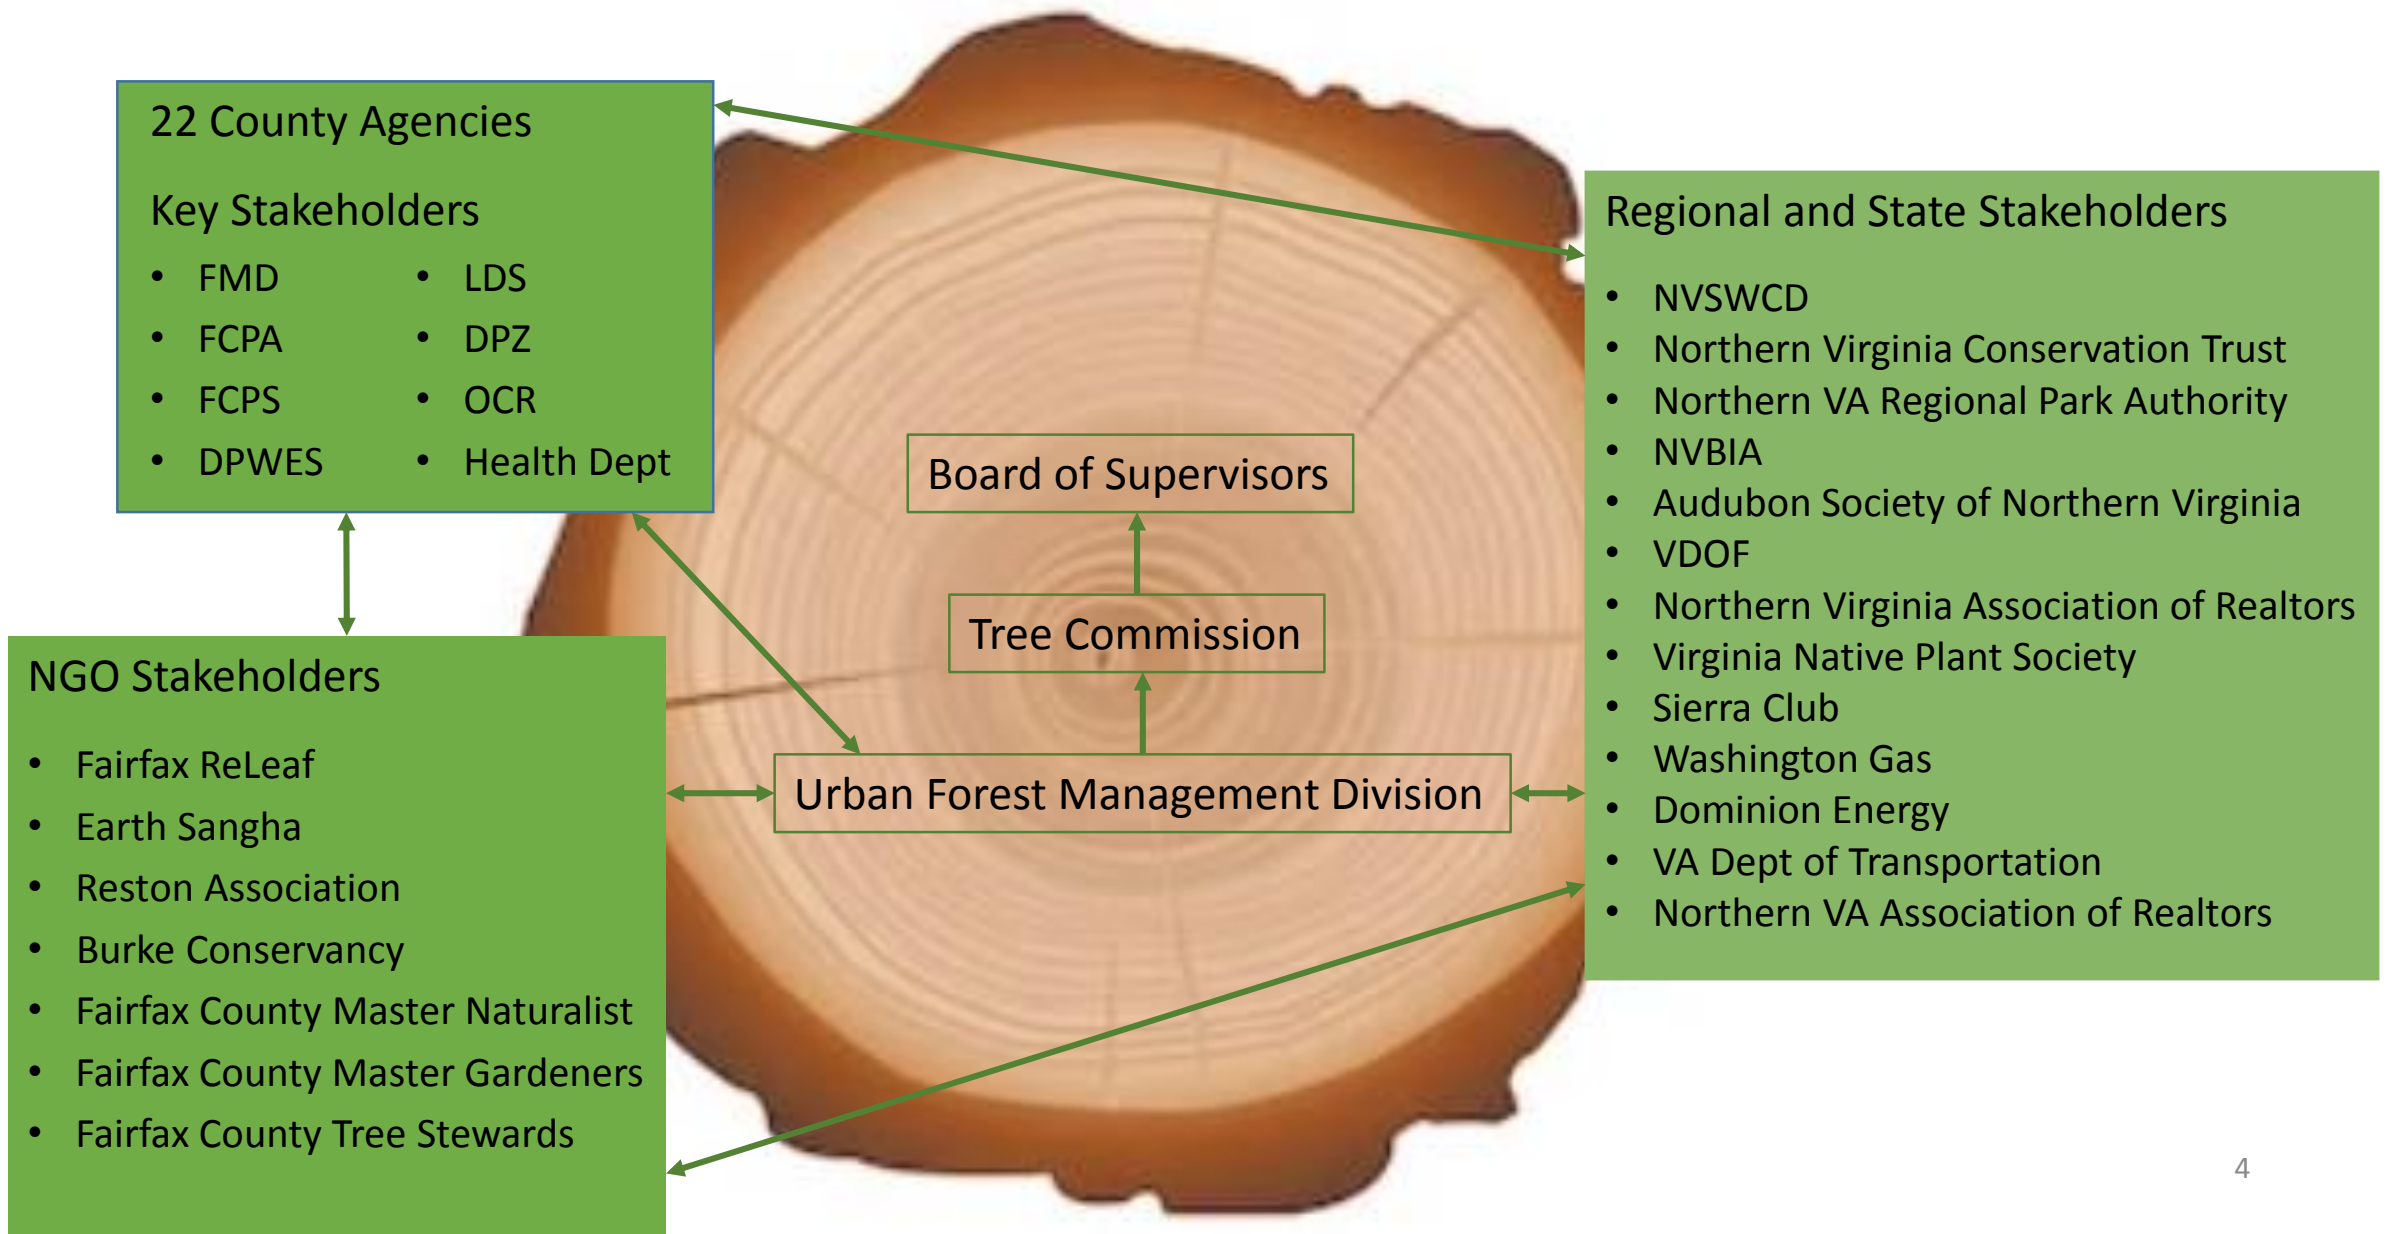 22 County Agencies
Key Stakeholders
• FMD
• FCPA
• FCPS
• DPWES
• LDS
• DPZ
• OCR
• Health Dept
NGO Stakeholders
• Fairfax ReLeaf
• Earth Sangha
• Reston Association
• Burke Conservancy
• Fairfax County Master Naturalist
• Fairfax County Master Gardeners
• Fairfax County Tree Stewards
Board of Supervisors
Tree Commission
Urban Forest Management Division
Regional and State Stakeholders
• NVSWCD
• Northern Virginia Conservation Trust
• Northern VA Regional Park Authority
• NVBIA
• Audubon Society of Northern Virginia
• VDOF
• Northern Virginia Association of Realtors
• Virginia Native Plant Society
• Sierra Club
• Washington Gas
• Dominion Energy
• VA Dept of Transportation
• Northern VA Association of Realtors
4